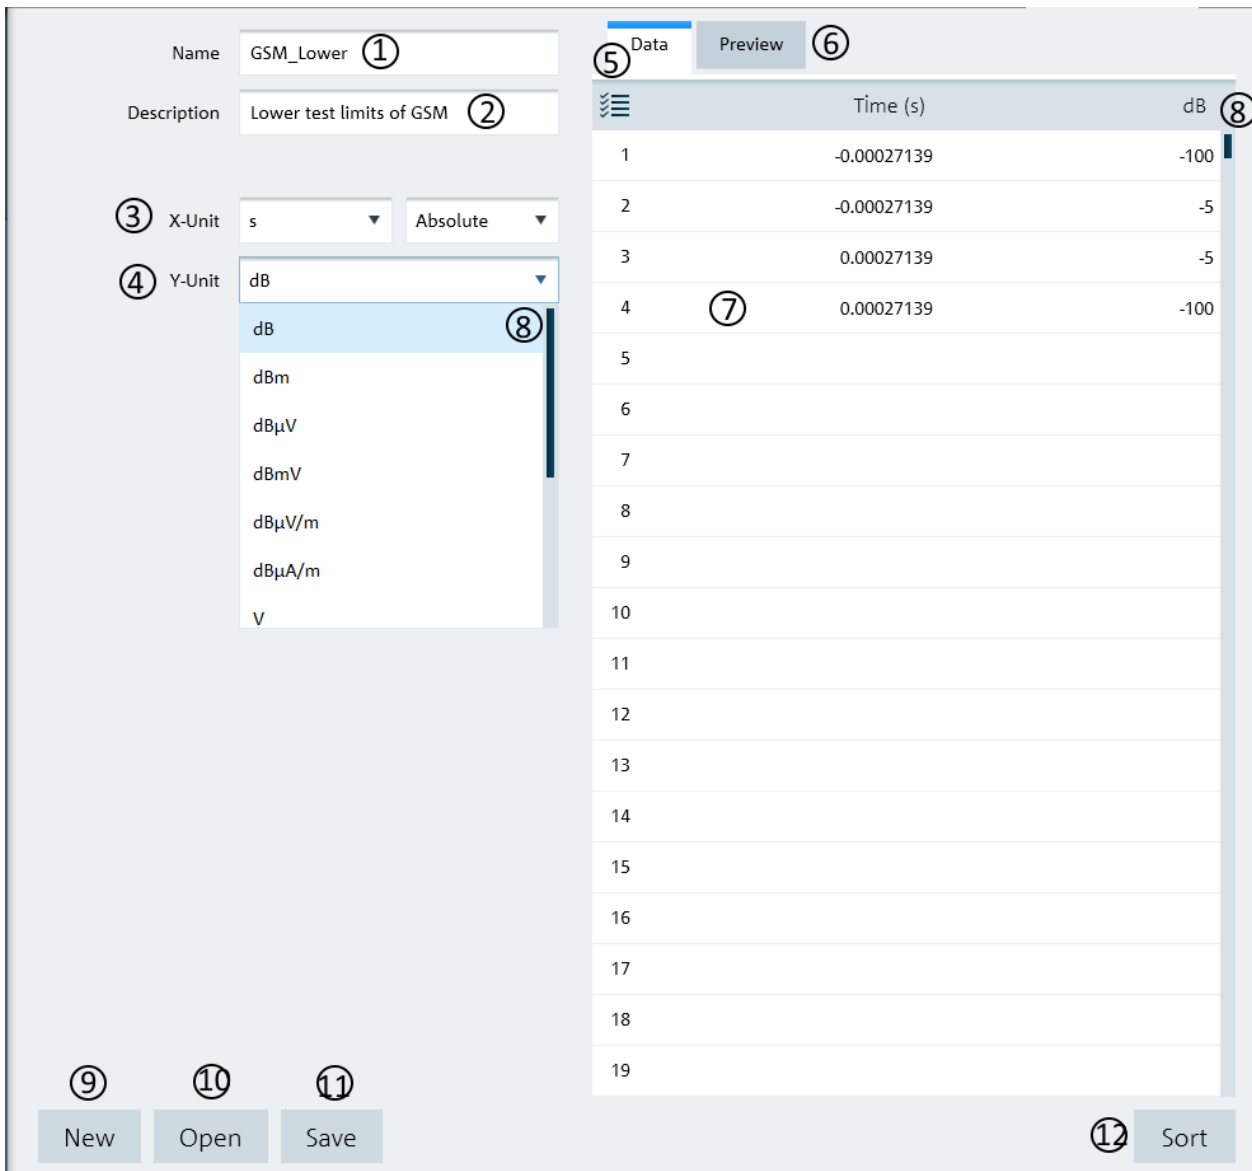 Name GSM_Lower ①
Description Lower test limits of GSM ②
③ X-Unit s Absolute
④ Y-Unit dB
dB ⑧
dBm
dBµV
dBmV
dBµV/m
dBµA/m
V
⑨ ⑩ ⑪
New Open Save
⑤ Data Preview ⑥
Time (s) dB ⑧
1 -0.00027139 -100
2 -0.00027139 -5
3 0.00027139 -5
4 ⑦ 0.00027139 -100
5
6
7
8
9
10
11
12
13
14
15
16
17
18
19
⑫ Sort